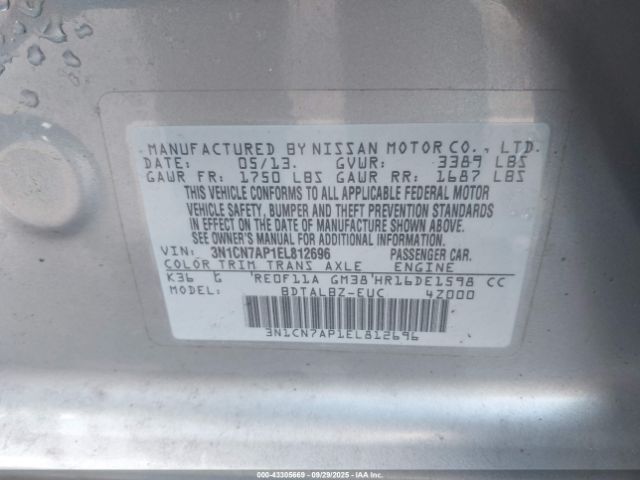 MANUFACTURED BY NISSAN MOTOR CO., LTD.
DATE: 05/13. GVWR: 3389 LBS
GAWR FR: 1750 LBS GAWR RR: 1687 LBS
THIS VEHICLE CONFORMS TO ALL APPLICABLE FEDERAL MOTOR
VEHICLE SAFETY, BUMPER AND THEFT PREVENTION STANDARDS
IN EFFECT ON THE DATE OF MANUFACTURE SHOWN ABOVE.
SEE OWNER'S MANUAL FOR ADDITIONAL INFORMATION.
VIN: 3N1CN7AP1EL812696 PASSENGER CAR.
COLOR TRIM TRANS AXLE ENGINE
K36 G RE0F11A GM38 HR16DE1598 CC
MODEL: BDTALBZ-EUC 4Z000
3N1CN7AP1EL812696
© IAA - 43305669 - 09/29/2025 - IAA, Inc.